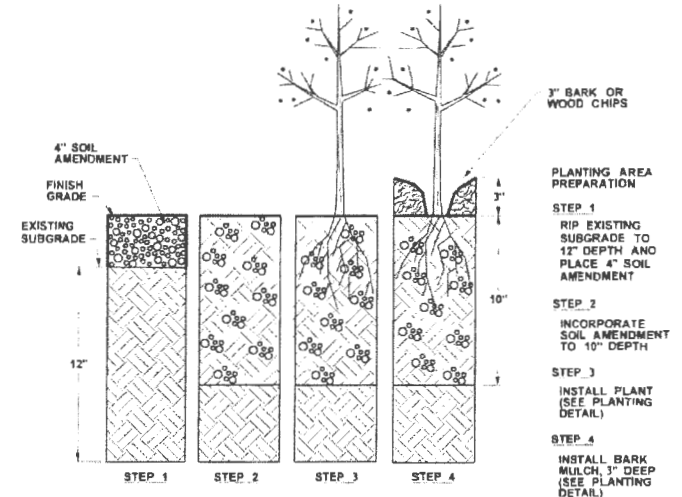 4" SOIL
AMENDMENT
FINISH
GRADE
EXISTING
SUBGRADE
12"
3" BARK OR
WOOD CHIPS
3"
10"
PLANTING AREA
PREPARATION
STEP 1
RIP EXISTING
SUBGRADE TO
12" DEPTH AND
PLACE 4" SOIL
AMENDMENT
STEP 2
INCORPORATE
SOIL AMENDMENT
TO 10" DEPTH
STEP 3
INSTALL PLANT
(SEE PLANTING
DETAIL)
STEP 4
INSTALL BARK
MULCH, 3" DEEP
(SEE PLANTING
DETAIL)
STEP 1
STEP 2
STEP 3
STEP 4